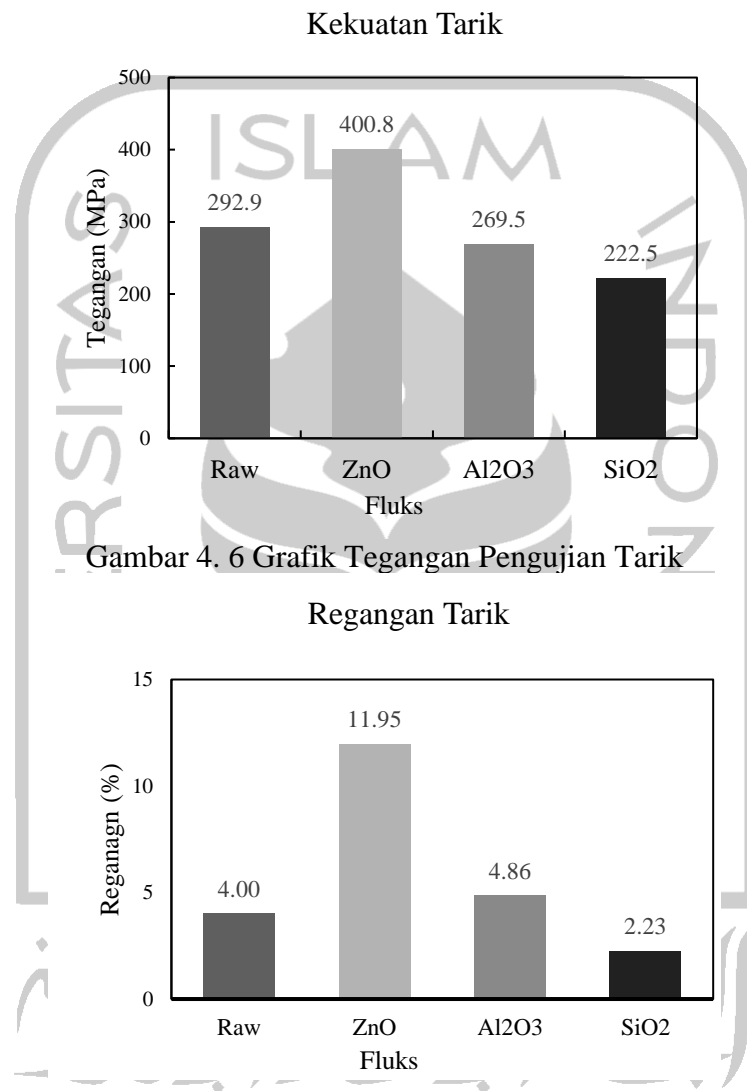 Kekuatan Tarik
500
400
300
200
100
0
Tegangan (MPa)
292.9
400.8
269.5
222.5
Raw ZnO Al2O3 SiO2
Fluks
Gambar 4. 6 Grafik Tegangan Pengujian Tarik
Regangan Tarik
15
10
5
0
Reganagn (%)
4.00
11.95
4.86
2.23
Raw ZnO Al2O3 SiO2
Fluks
ISLAM